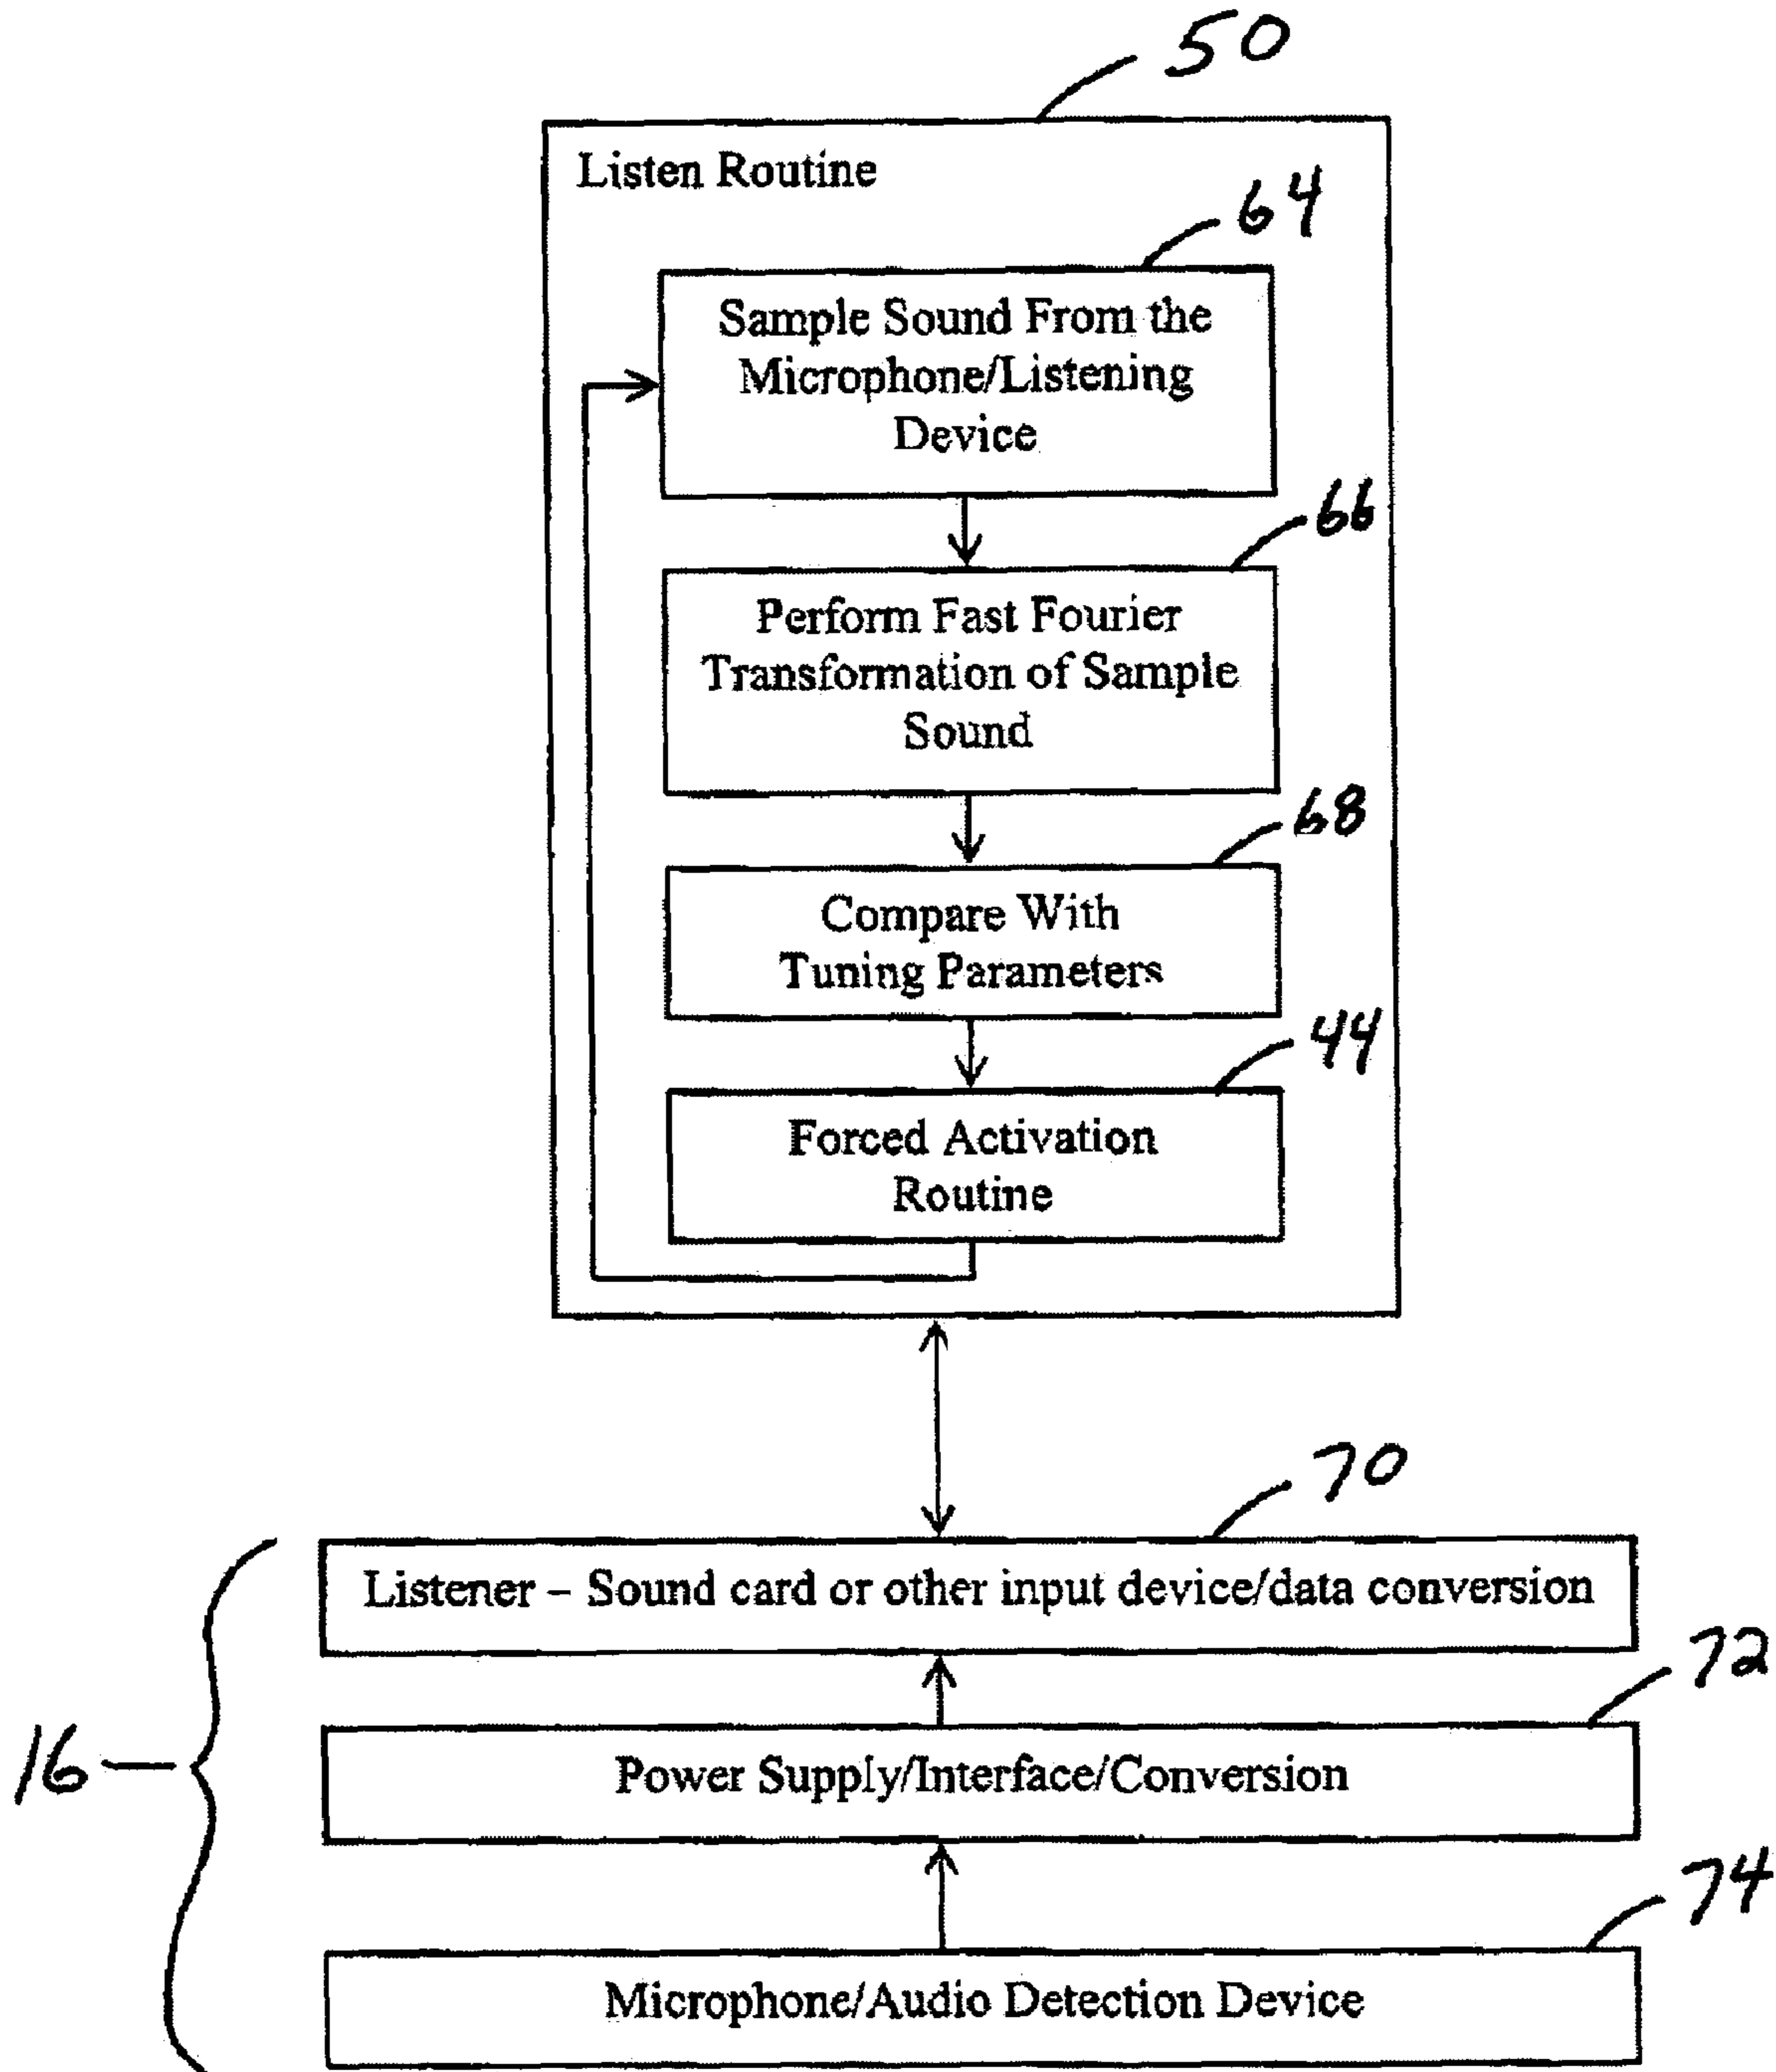 50
Listen Routine
64
Sample Sound From the
Microphone/Listening
Device
66
Perform Fast Fourier
Transformation of Sample
Sound
68
Compare With
Tuning Parameters
44
Forced Activation
Routine
70
Listener – Sound card or other input device/data conversion
72
16
Power Supply/Interface/Conversion
74
Microphone/Audio Detection Device